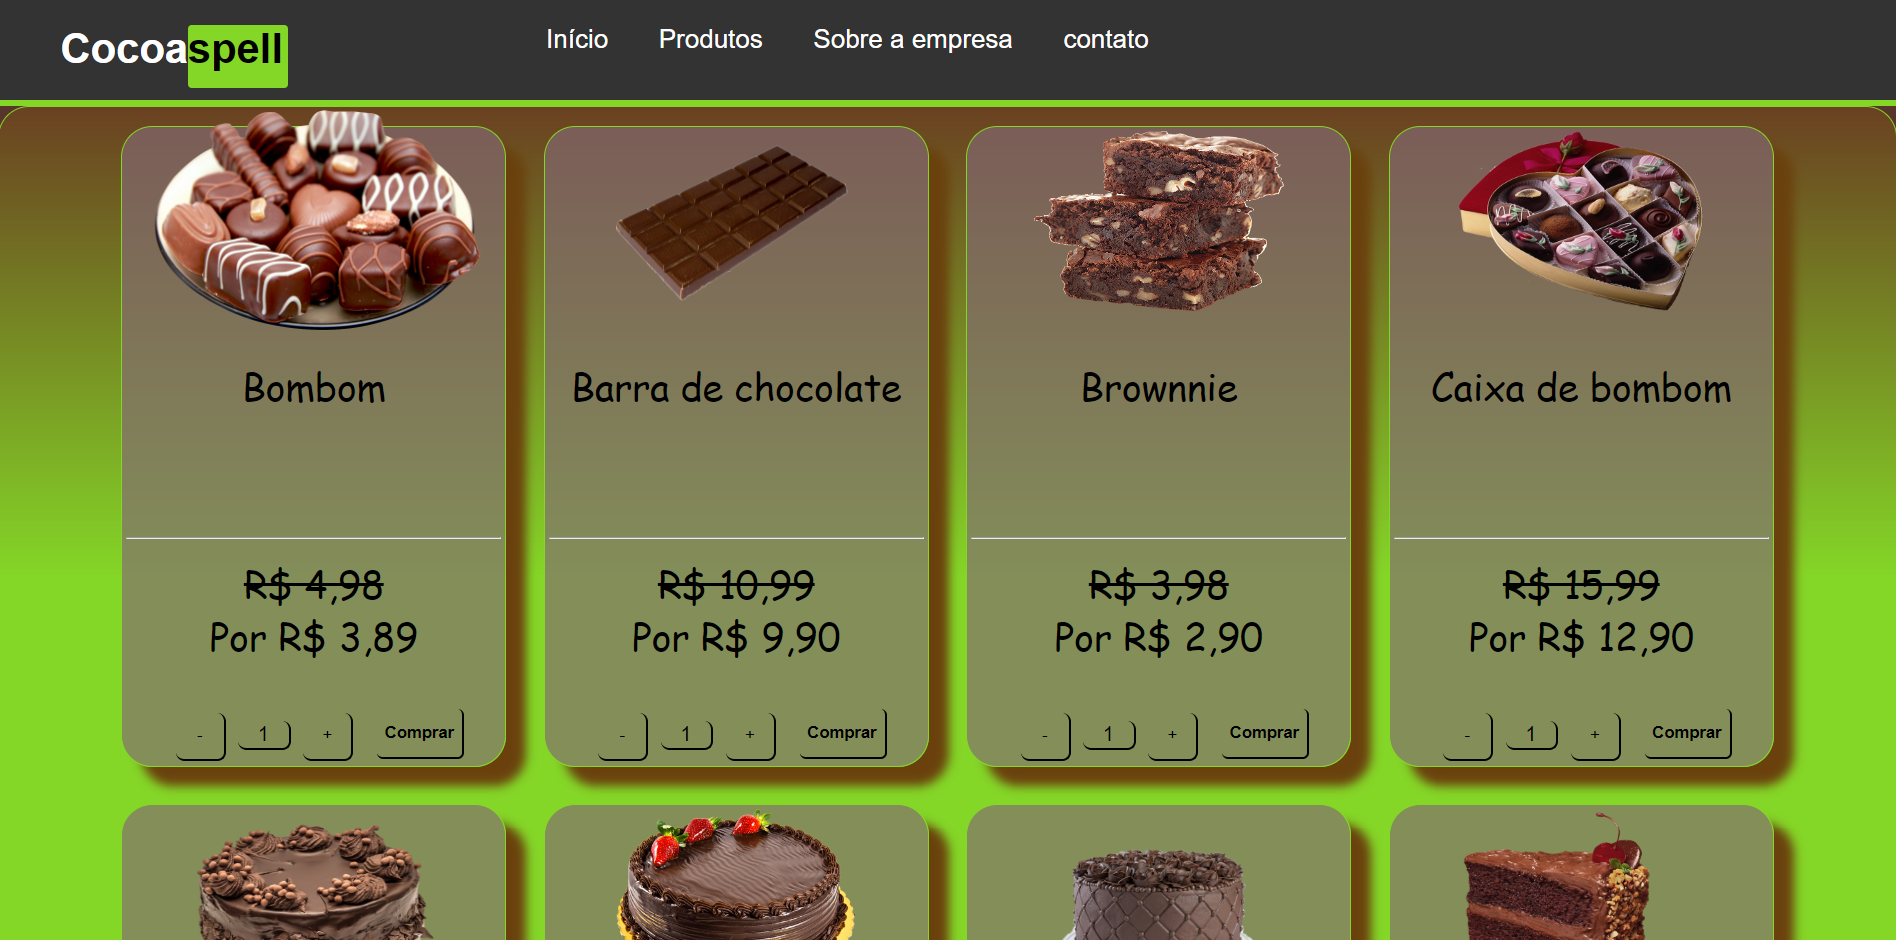 Cocoaspell
Início Produtos Sobre a empresa contato
Bombom
Barra de chocolate
Brownnie
Caixa de bombom
R$ 4,98
Por R$ 3,89
R$ 10,99
Por R$ 9,90
R$ 3,98
Por R$ 2,90
R$ 15,99
Por R$ 12,90
- 1 + Comprar
- 1 + Comprar
- 1 + Comprar
- 1 + Comprar